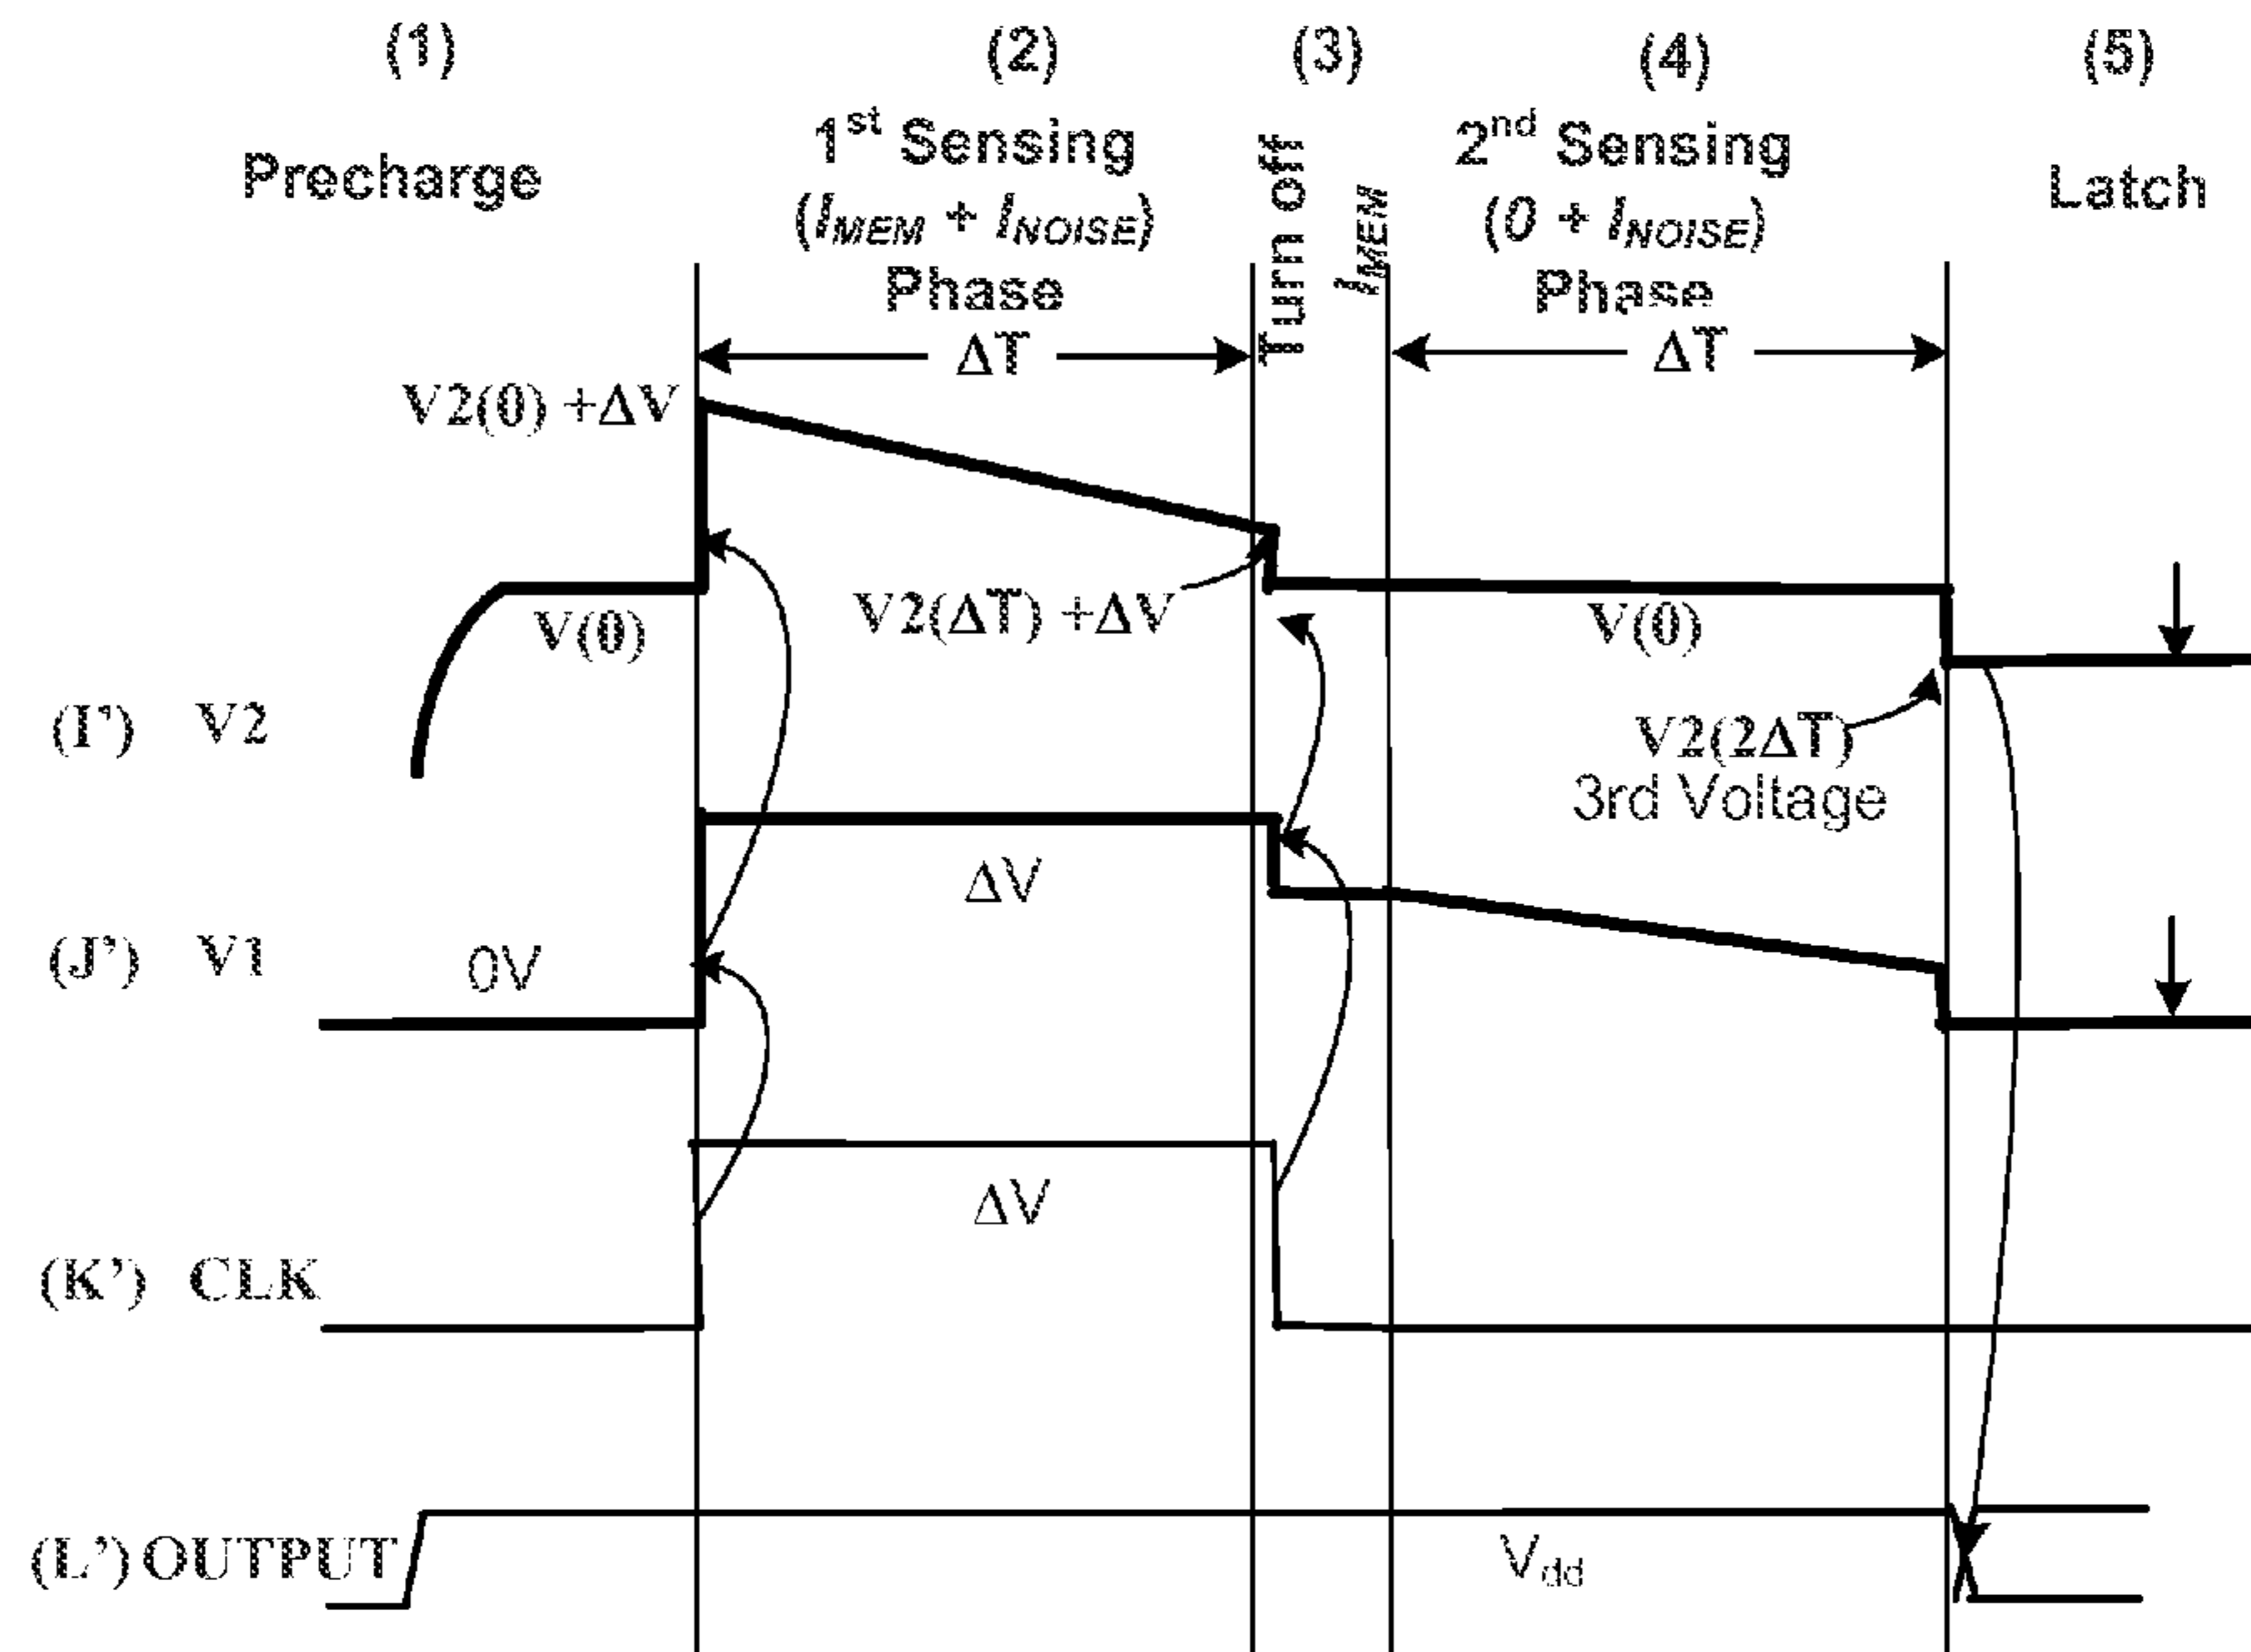 (1)
(2)
(3)
(4)
(5)
Precharge
1st Sensing
(IMEM + INOISE)
Phase
Turn off
IMEM
2nd Sensing
(0 + INOISE)
Phase
Latch
ΔT
ΔT
V2(0) +ΔV
V(0)
V2(ΔT) +ΔV
V(0)
(I’) V2
V2(2ΔT)
3rd Voltage
ΔV
(J’) V1
0V
ΔV
(K’) CLK
(L’) OUTPUT
Vdd